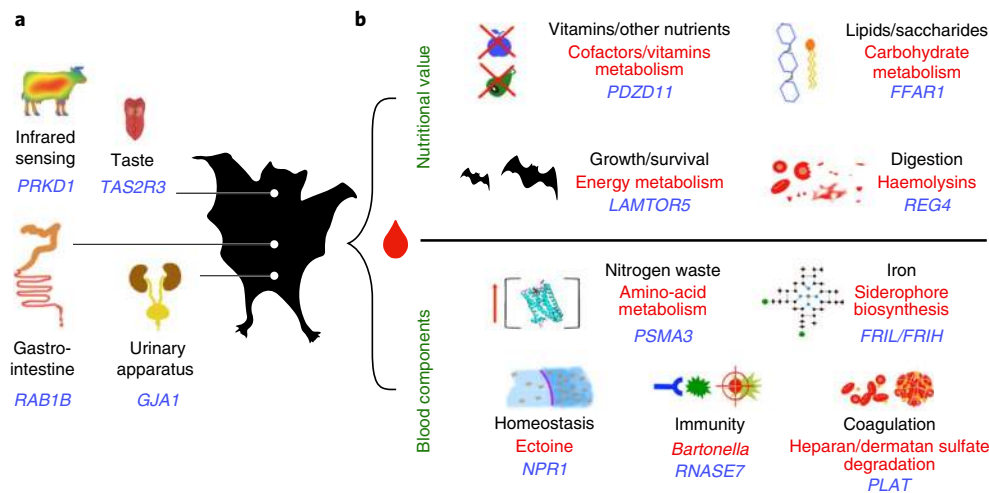 a
Infrared
sensing
PRKD1
Taste
TAS2R3
Gastro-
intestine
RAB1B
Urinary
apparatus
GJA1
b
Nutritional value
Vitamins/other nutrients
Cofactors/vitamins
metabolism
PDZD11
Lipids/saccharides
Carbohydrate
metabolism
FFAR1
Growth/survival
Energy metabolism
LAMTOR5
Digestion
Haemolysins
REG4
Blood components
Nitrogen waste
Amino-acid
metabolism
PSMA3
Iron
Siderophore
biosynthesis
FRIL/FRIH
Homeostasis
Ectoine
NPR1
Immunity
Bartonella
RNASE7
Coagulation
Heparan/dermatan sulfate
degradation
PLAT